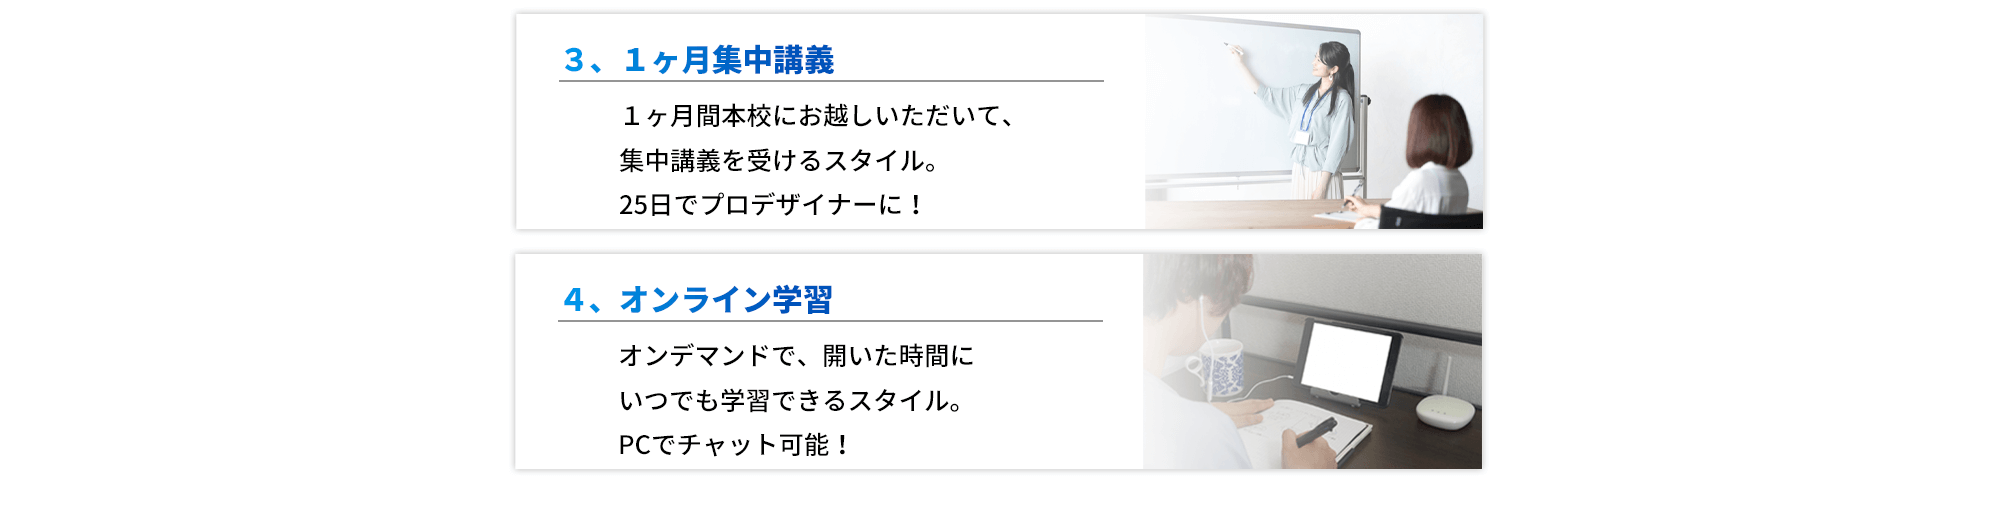 ３、１ヶ月集中講義
１ヶ月間本校にお越しいただいて、
集中講義を受けるスタイル。
25日でプロデザイナーに！
４、オンライン学習
オンデマンドで、開いた時間に
いつでも学習できるスタイル。
PCでチャット可能！